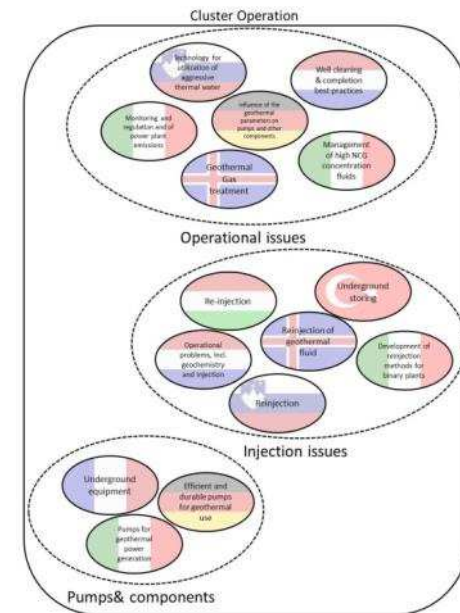 Cluster Operation
Technology for
utilization of
aggressive
thermal water
Well cleaning
& completion
best practices
Monitoring and
regulation and of
power plant
emissions
Influence of the
geothermal
parameters on
pumps and other
components.
Management
of high NCG
concentration
fluids
Geothermal
Gas
treatment
Operational issues
Re-injection
Underground
storing
Reinjection of
geothermal
fluid
Operational
problems, Incl.
geochemistry
and injection
Development of
reinjection
methods for
binary plants
Reinjection
Injection issues
Underground
equipment
Efficient and
durable pumps
for geothermal
use
Pumps for
geothermal
power
generation
Pumps& components